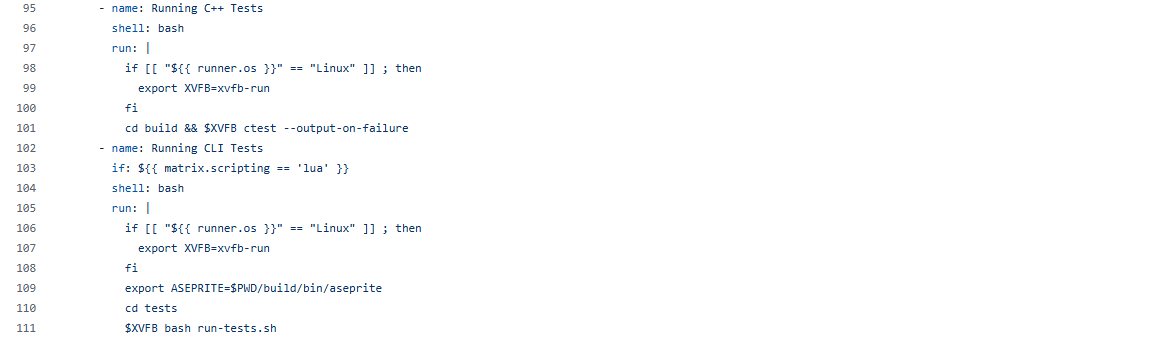 95 - name: Running C++ Tests
96 shell: bash
97 run: |
98 if [[ "${{ runner.os }}" == "Linux" ]] ; then
99 export XVFB=xvfb-run
100 fi
101 cd build && $XVFB ctest --output-on-failure
102 - name: Running CLI Tests
103 if: ${{ matrix.scripting == 'lua' }}
104 shell: bash
105 run: |
106 if [[ "${{ runner.os }}" == "Linux" ]] ; then
107 export XVFB=xvfb-run
108 fi
109 export ASEPRITE=$PWD/build/bin/aseprite
110 cd tests
111 $XVFB bash run-tests.sh